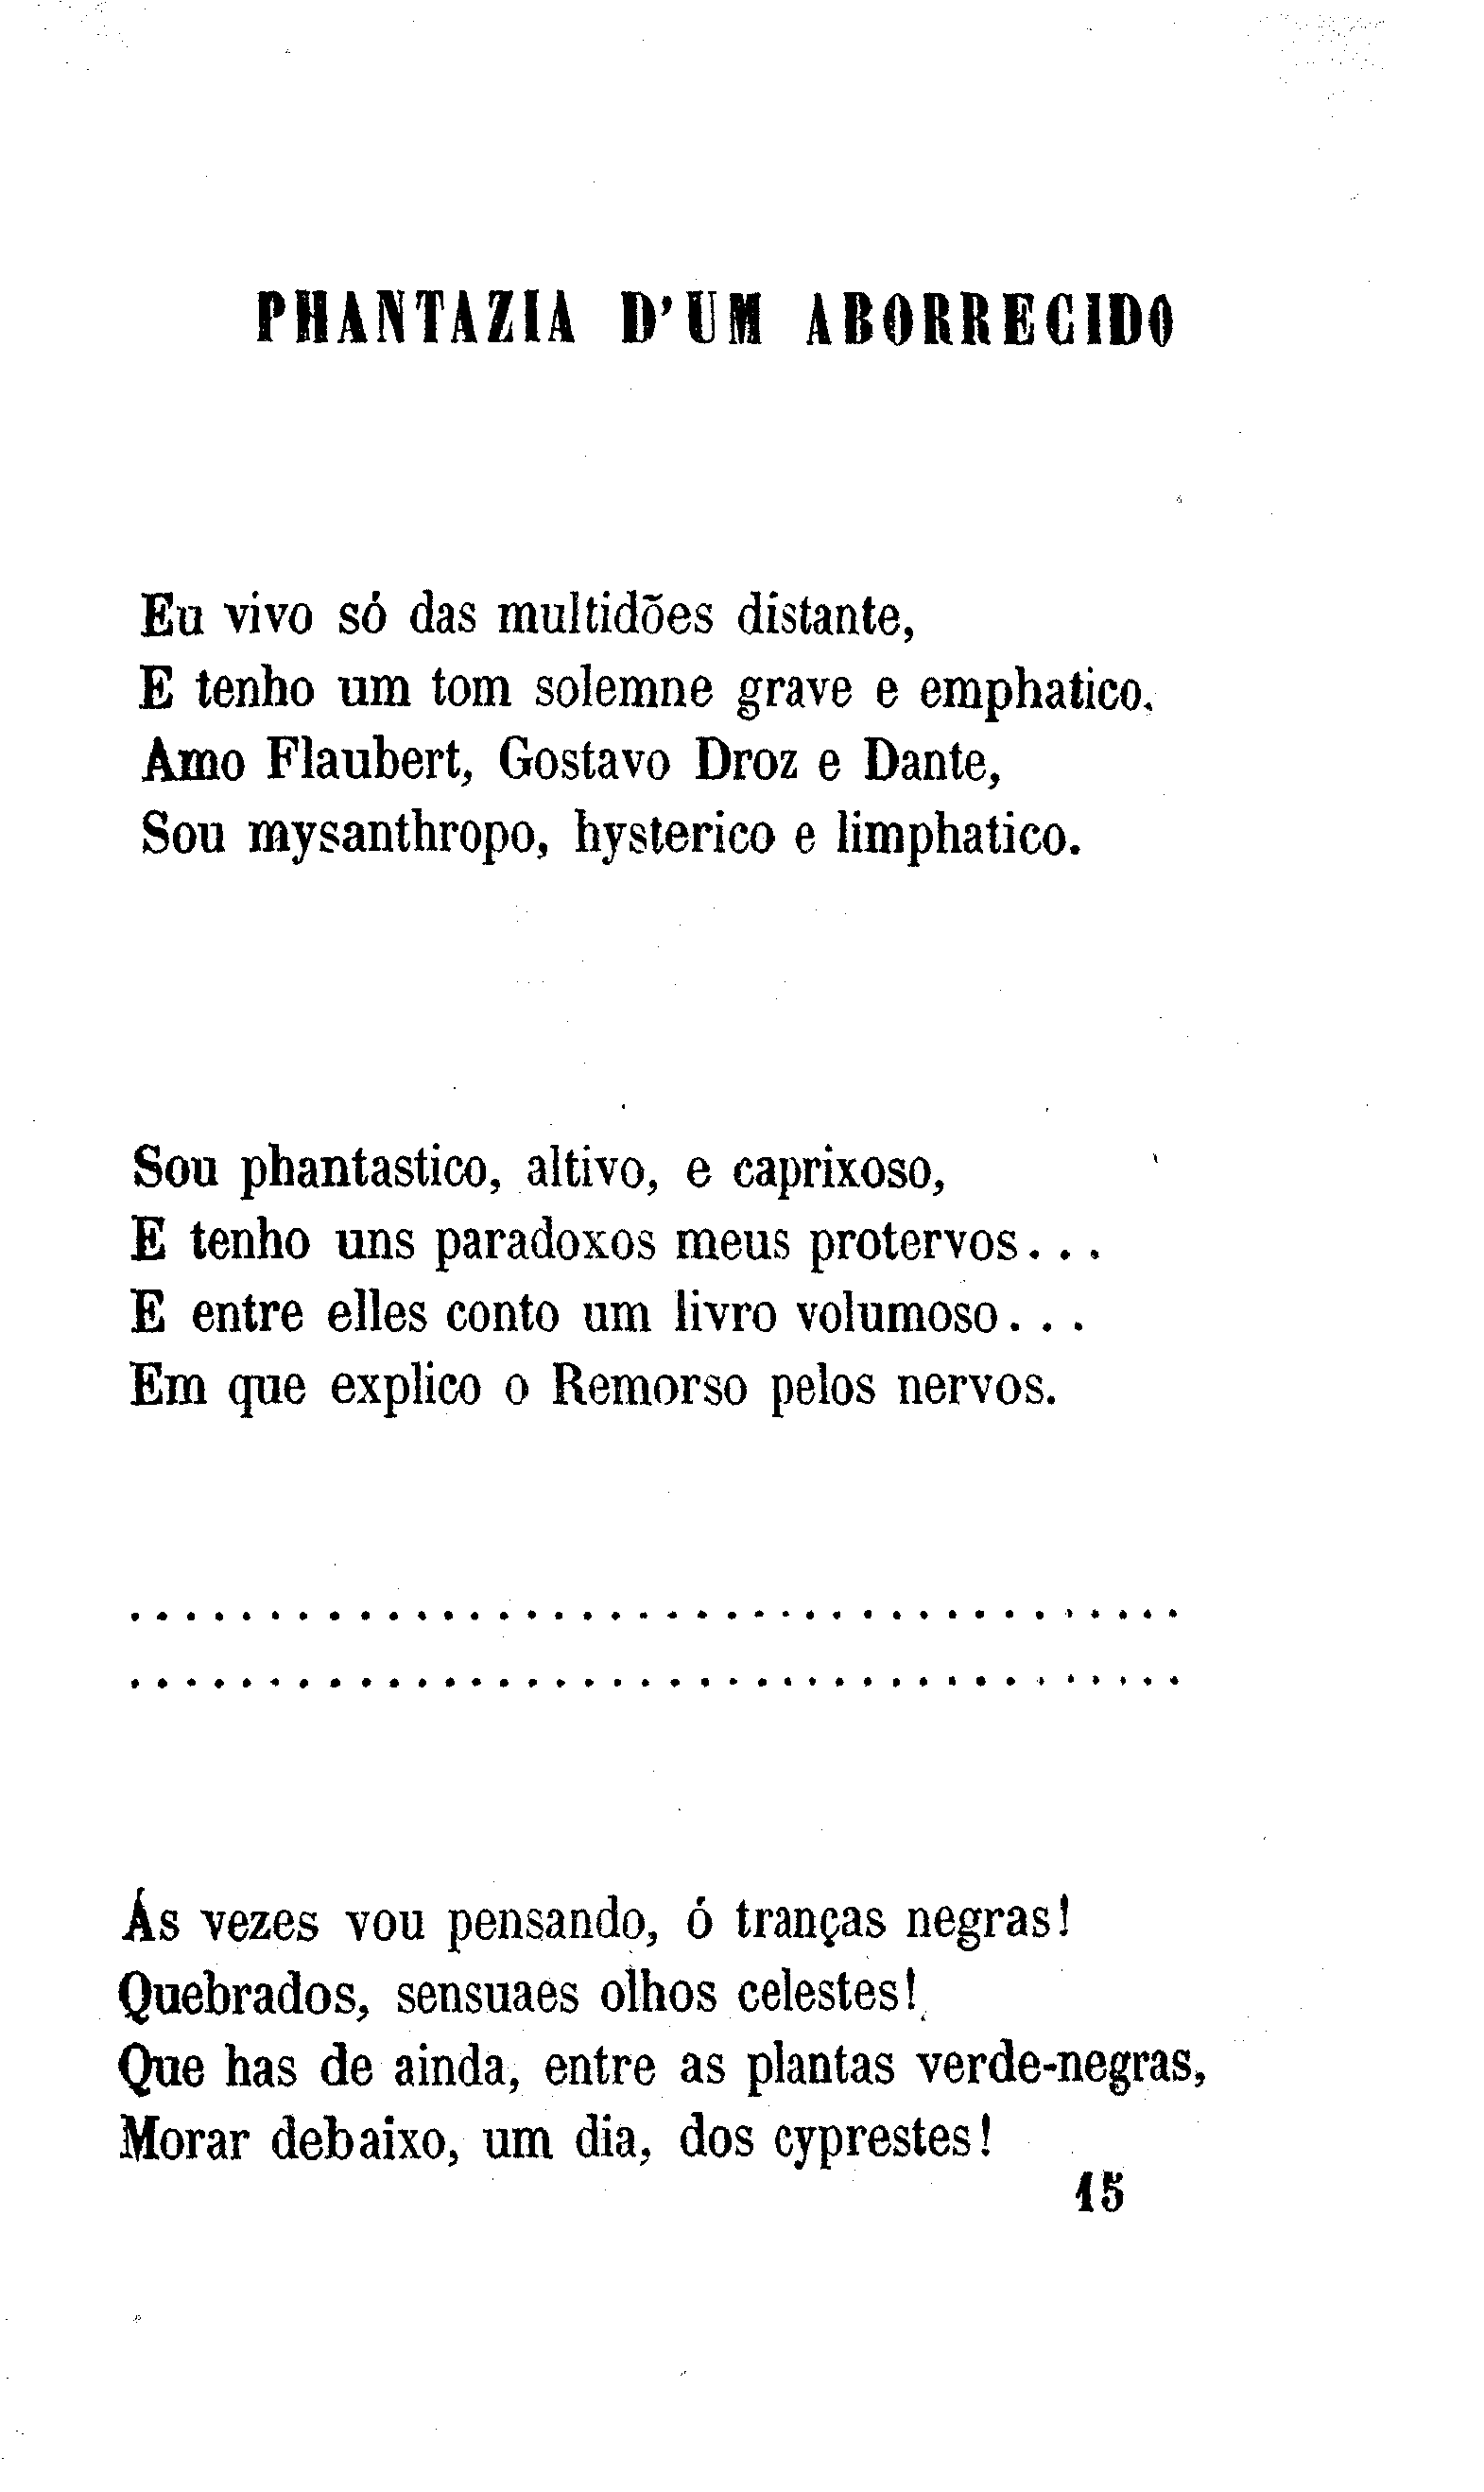 PHANTAZIA D'UM ABORRECIDO
Eu vivo só das multidões distante,
E tenho um tom solemne grave e emphatico.
Amo Flaubert, Gostavo Droz e Dante,
Sou mysanthropo, hysterico e limphatico.
Sou phantastico, altivo, e caprixoso,
E tenho uns paradoxos meus protervos...
E entre elles conto um livro volumoso...
Em que explico o Remorso pelos nervos.
......................................
......................................
Ás vezes vou pensando, ó tranças negras!
Quebrados, sensuaes olhos celestes!
Que has de ainda, entre as plantas verde-negras,
Morar debaixo, um dia, dos cyprestes!
15